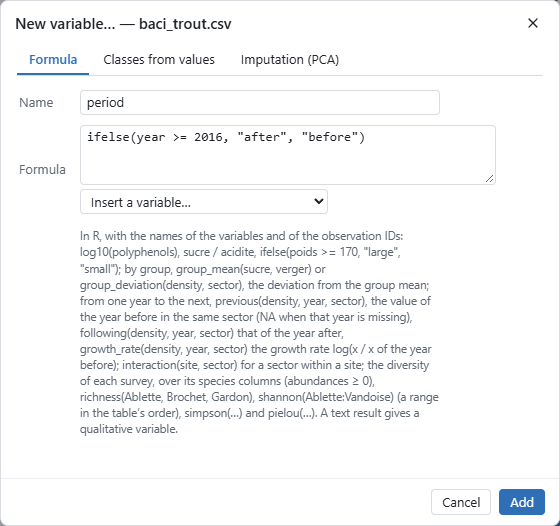 New variable... — baci_trout.csv
Formula
Classes from values
Imputation (PCA)
Name
period
Formula
ifelse(year >= 2016, "after", "before")
Insert a variable...
In R, with the names of the variables and of the observation IDs:
log10(polyphenols), sucre / acidite, ifelse(poids >= 170, "large",
"small"); by group, group_mean(sucre, verger) or
group_deviation(density, sector), the deviation from the group mean;
from one year to the next, previous(density, year, sector), the value of
the year before in the same sector (NA when that year is missing),
following(density, year, sector) that of the year after,
growth_rate(density, year, sector) the growth rate log(x / x of the year
before); interaction(site, sector) for a sector within a site; the diversity
of each survey, over its species columns (abundances ≥ 0),
richness(Ablette, Brochet, Gardon), shannon(Ablette:Vandoise) (a range
in the table's order), simpson(...) and pielou(...). A text result gives a
qualitative variable.
Cancel
Add